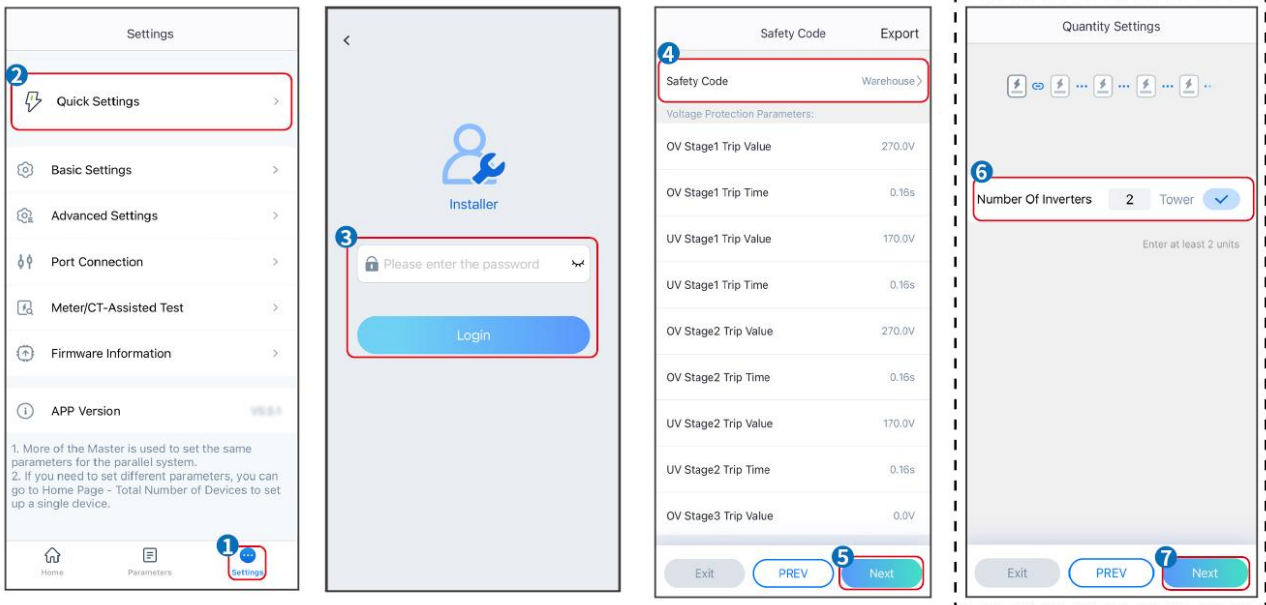 Settings
2
Quick Settings
Basic Settings
Advanced Settings
Port Connection
Meter/CT-Assisted Test
Firmware Information
APP Version
1. More of the Master is used to set the same
parameters for the parallel system.
2. If you need to set different parameters, you can
go to Home Page - Total Number of Devices to set
up a single device.
1
Home Parameters Settings
Installer
3
Please enter the password
Login
Safety Code Export
4
Safety Code Warehouse
Voltage Protection Parameters:
OV Stage1 Trip Value 270.0V
OV Stage1 Trip Time 0.16s
UV Stage1 Trip Value 170.0V
UV Stage1 Trip Time 0.16s
OV Stage2 Trip Value 270.0V
OV Stage2 Trip Time 0.16s
UV Stage2 Trip Value 170.0V
UV Stage2 Trip Time 0.16s
OV Stage3 Trip Value 0.0V
5
Exit PREV Next
Quantity Settings
6
Number Of Inverters 2 Tower
Enter at least 2 units
7
Exit PREV Next